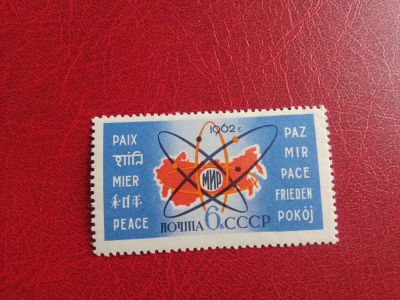 1962 г.
PAIX
शांति
MIER
和平
PEACE
МИР
PAZ
MIR
PACE
FRIEDEN
POKÓJ
ПОЧТА 6к СССР